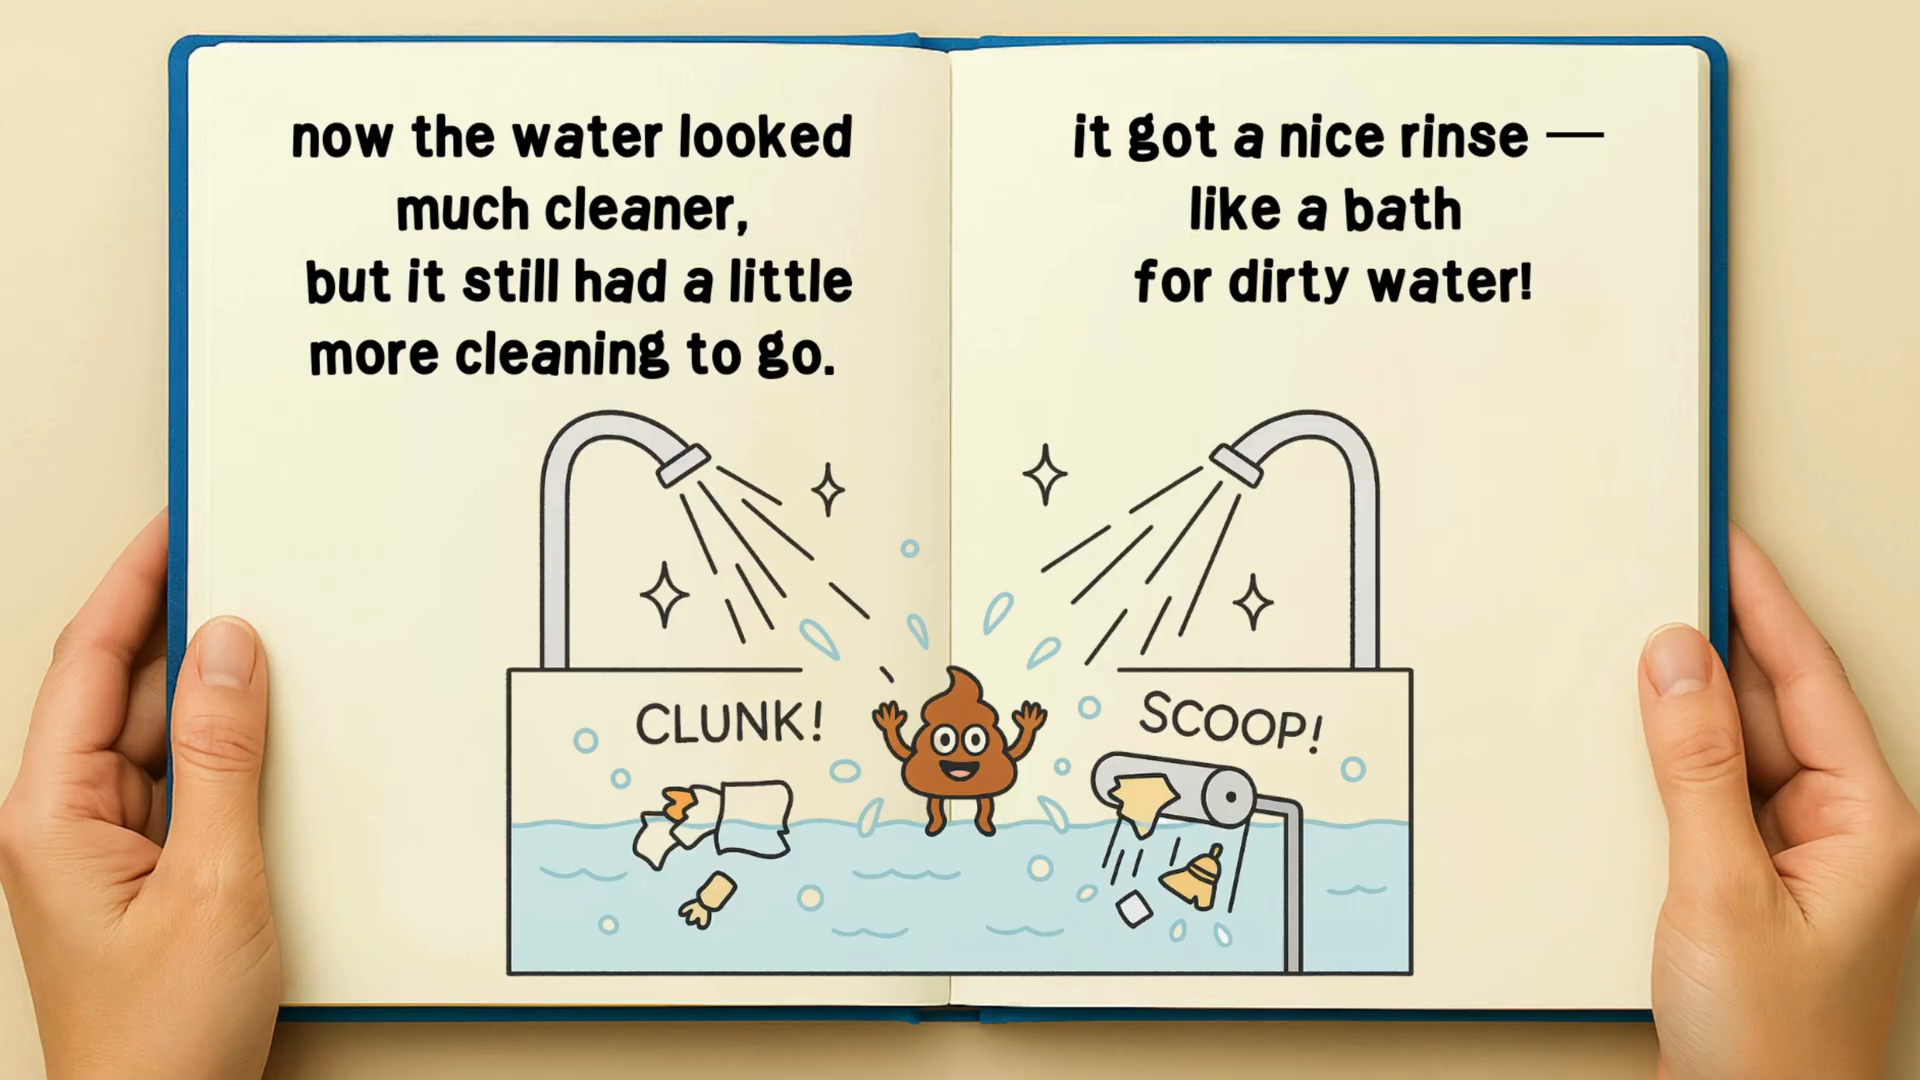 now the water looked
much cleaner,
but it still had a little
more cleaning to go.
it got a nice rinse —
like a bath
for dirty water!
CLUNK!
SCOOP!